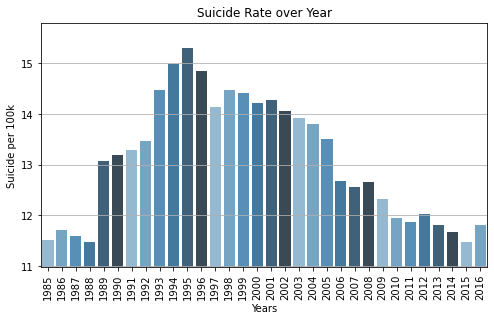 Suicide Rate over Year
Suicide per 100k
15
14
13
12
11
1985 1986 1987 1988 1989 1990 1991 1992 1993 1994 1995 1996 1997 1998 1999 2000 2001 2002 2003 2004 2005 2006 2007 2008 2009 2010 2011 2012 2013 2014 2015 2016
Years